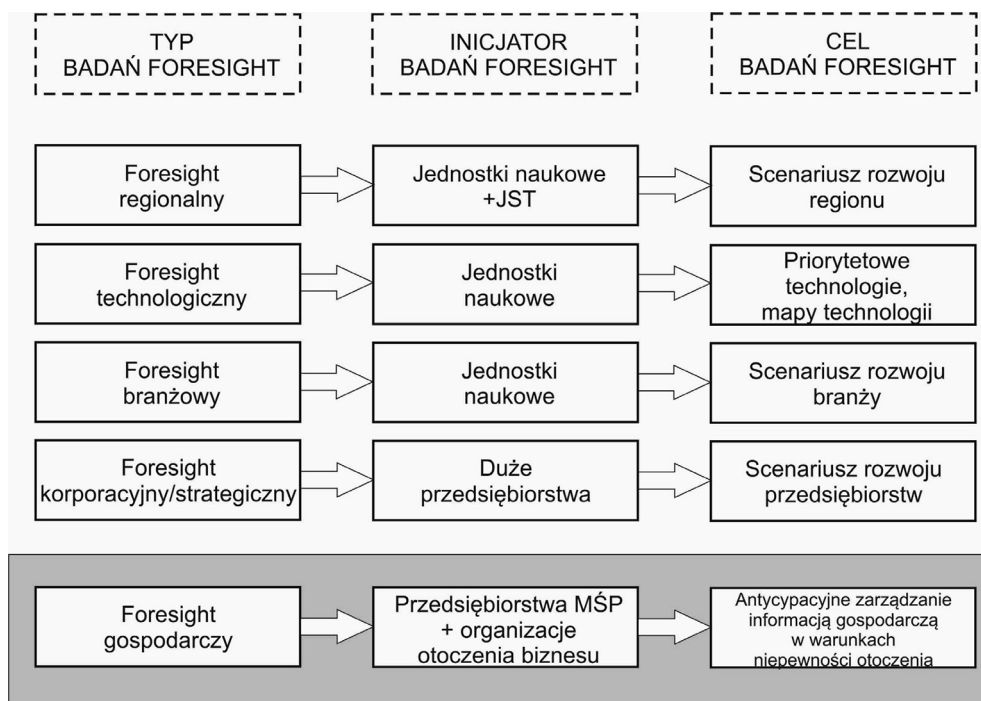 TYP
BADAŃ FORESIGHT
INICJATOR
BADAŃ FORESIGHT
CEL
BADAŃ FORESIGHT
Foresight
regionalny
Jednostki naukowe
+JST
Scenariusz rozwoju
regionu
Foresight
technologiczny
Jednostki
naukowe
Priorytetowe
technologie,
mapy technologii
Foresight
branżowy
Jednostki
naukowe
Scenariusz rozwoju
branży
Foresight
korporacyjny/strategiczny
Duże
przedsiębiorstwa
Scenariusz rozwoju
przedsiębiorstw
Foresight
gospodarczy
Przedsiębiorstwa MŚP
+ organizacje
otoczenia biznesu
Antycypacyjne zarządzanie
informacją gospodarczą
w warunkach
niepewności otoczenia